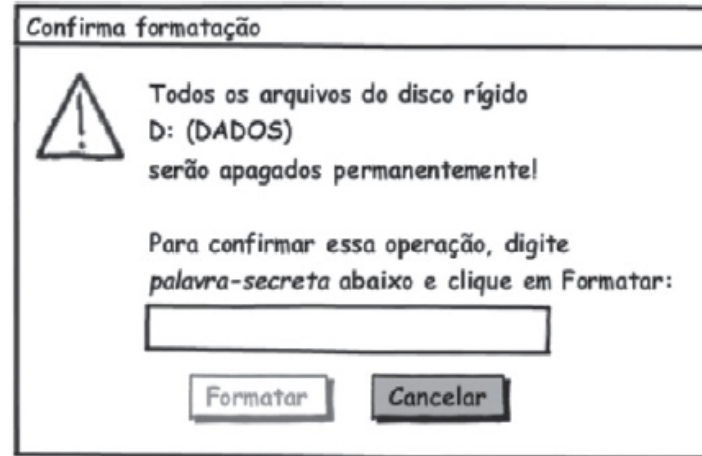 Confirma formatação
Todos os arquivos do disco rígido
D: (DADOS)
serão apagados permanentemente!
Para confirmar essa operação, digite
palavra-secreta abaixo e clique em Formatar:
Formatar Cancelar